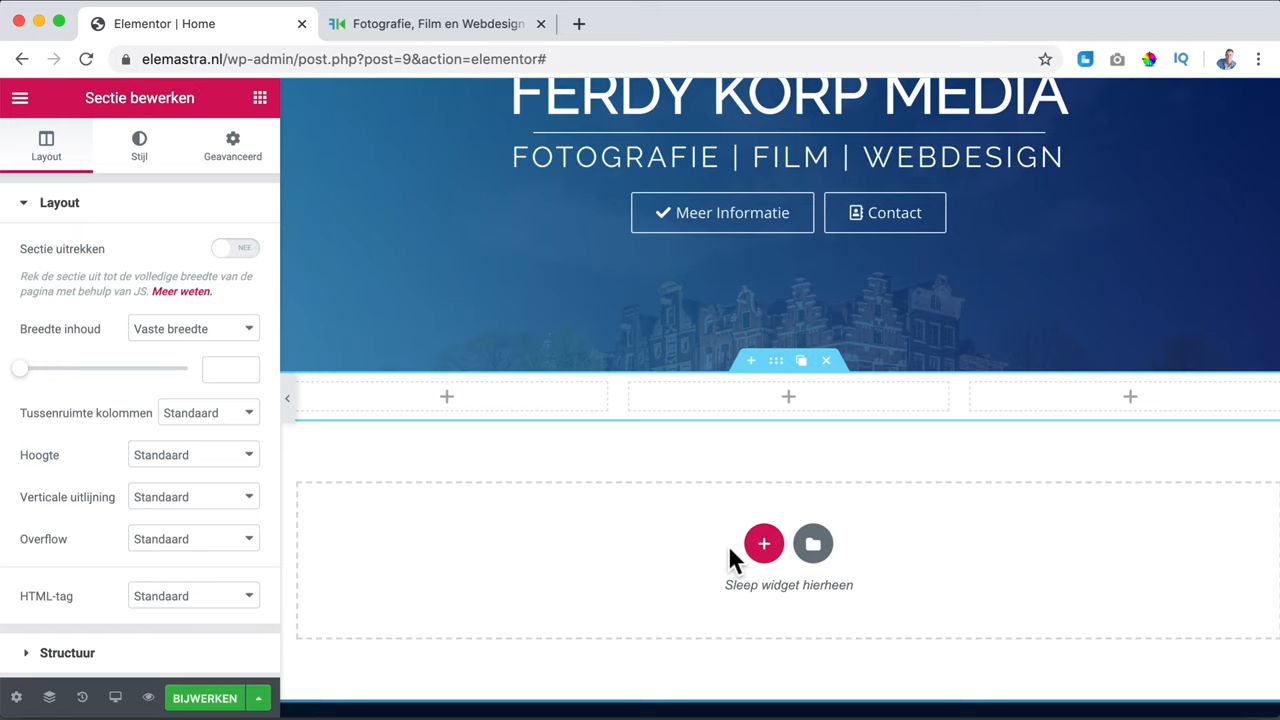 Elementor | Home
Fotografie, Film en Webdesign
elemastra.nl/wp-admin/post.php?post=9&action=elementor#
IQ
Sectie bewerken
Layout
Stijl
Geavanceerd
Layout
Sectie uitrekken
NEE
Rek de sectie uit tot de volledige breedte van de
pagina met behulp van JS. Meer weten.
Breedte inhoud
Vaste breedte
Tussenruimte kolommen
Standaard
Hoogte
Standaard
Verticale uitlijning
Standaard
Overflow
Standaard
HTML-tag
Standaard
Structuur
BIJWERKEN
FERDY KORP MEDIA
FOTOGRAFIE | FILM | WEBDESIGN
Meer Informatie
Contact
Sleep widget hierheen